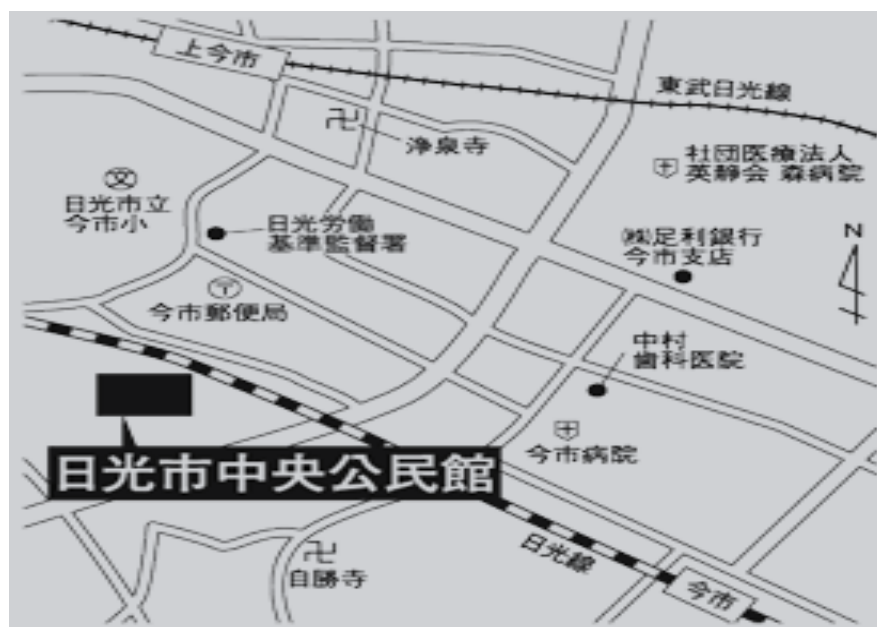 上今市
東武日光線
浄泉寺
社団医療法人
英静会 森病院
日光市立
今市小
日光労働
基準監督署
㈱足利銀行
今市支店
N
今市郵便局
中村
歯科医院
今市病院
日光市中央公民館
日光線
自勝寺
今市